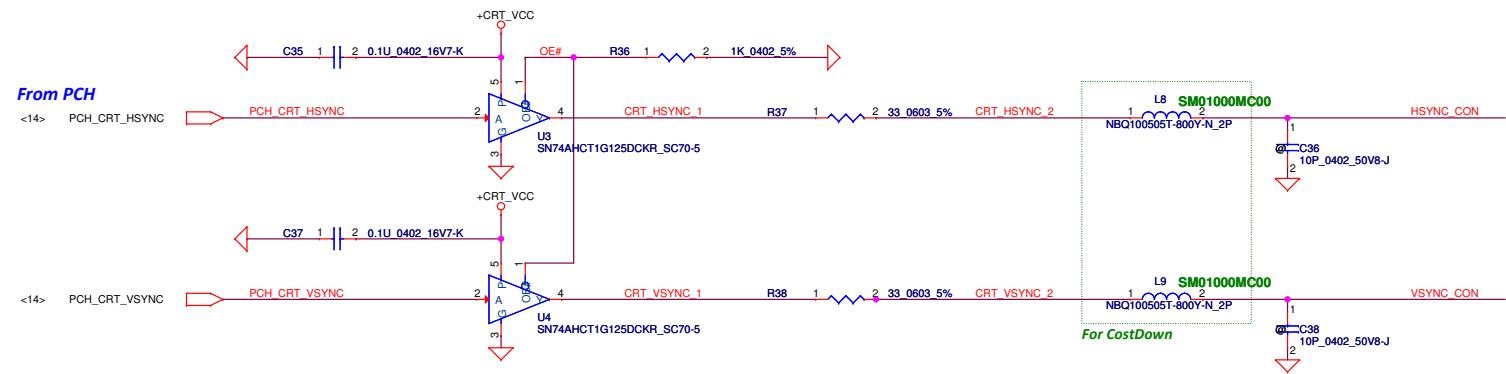 +CRT_VCC
C35 1 2 0.1U_0402_16V7-K OE# R36 1 2 1K_0402_5%
5 1
From PCH
<14> PCH_CRT_HSYNC PCH_CRT_HSYNC 2 A P OE# G Y 4 CRT_HSYNC_1 R37 1 2 33_0603_5% CRT_HSYNC_2 1 L8 2 SM01000MC00 HSYNC_CON
NBQ100505T-800Y-N_2P
3 U3
SN74AHCT1G125DCKR_SC70-5
1 @ C36
10P_0402_50V8-J
2
+CRT_VCC
C37 1 2 0.1U_0402_16V7-K
5 1
<14> PCH_CRT_VSYNC PCH_CRT_VSYNC 2 A P OE# G Y 4 CRT_VSYNC_1 R38 1 2 33_0603_5% CRT_VSYNC_2 1 L9 2 SM01000MC00 VSYNC_CON
NBQ100505T-800Y-N_2P
3 U4
SN74AHCT1G125DCKR_SC70-5
For CostDown
1 @ C38
10P_0402_50V8-J
2